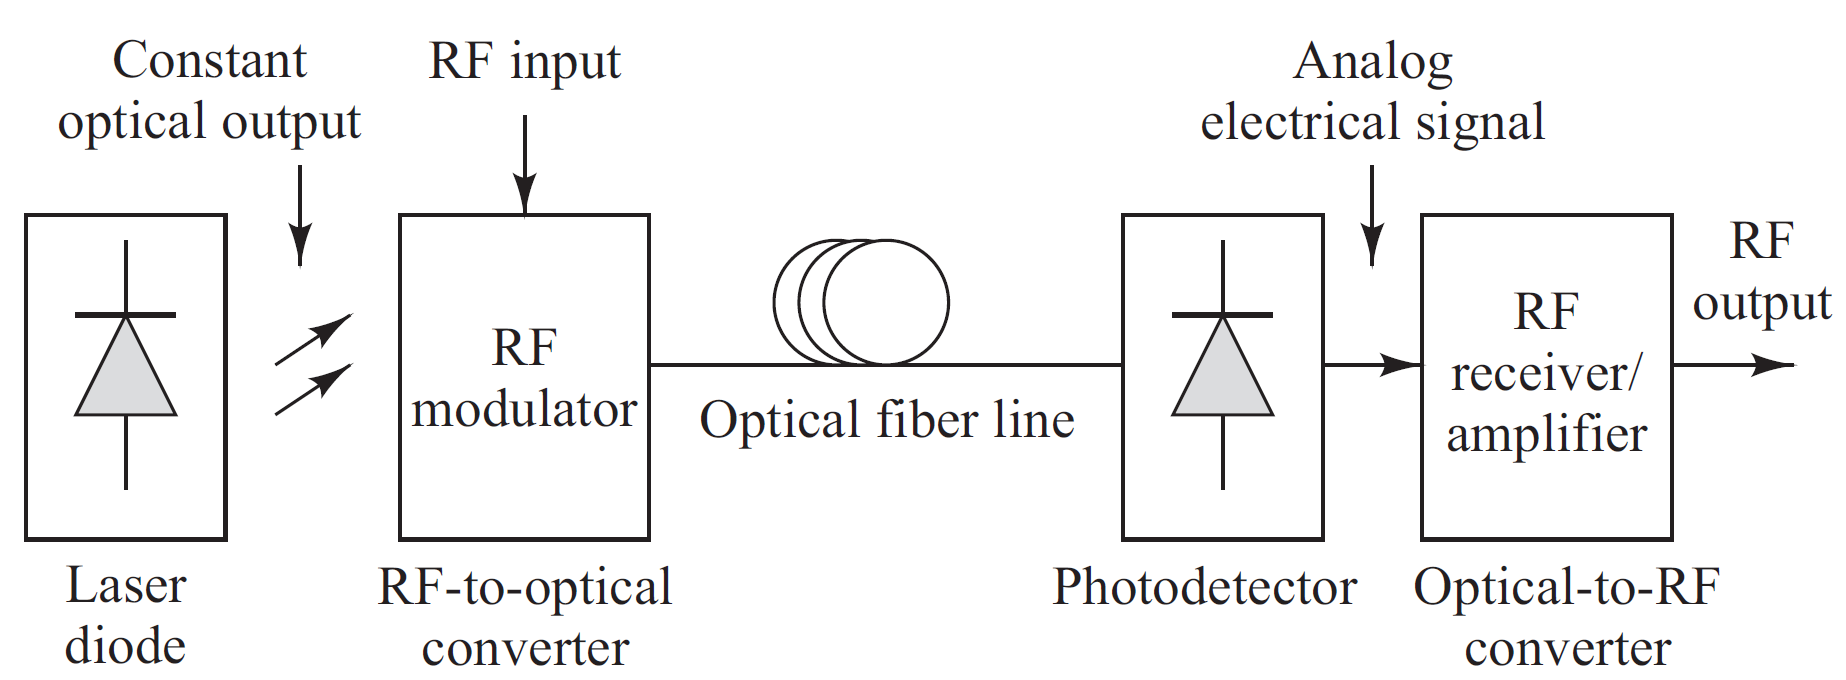 Constant
optical output
RF input
Analog
electrical signal
RF
output
RF
modulator
Optical fiber line
RF
receiver/
amplifier
Laser
diode
RF-to-optical
converter
Photodetector
Optical-to-RF
converter